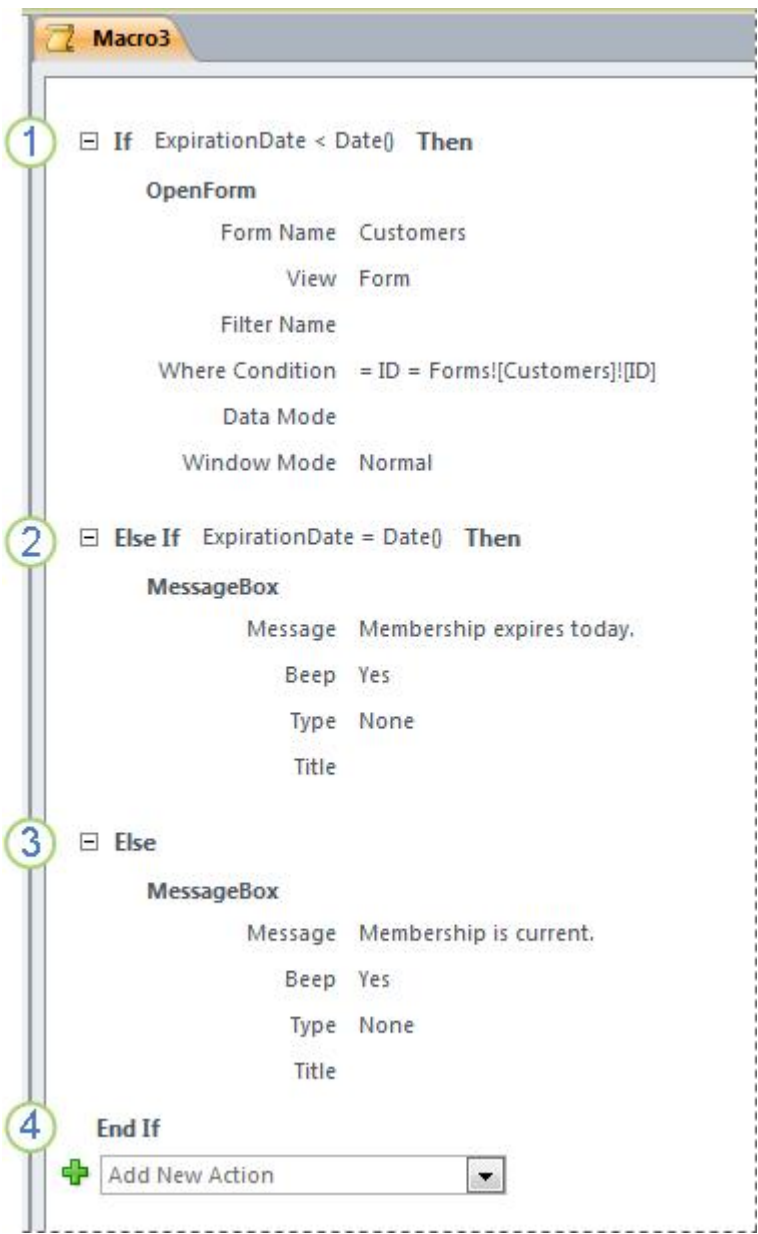 Macro3
1 If ExpirationDate < Date() Then
OpenForm
Form Name Customers
View Form
Filter Name
Where Condition = ID = Forms![Customers]![ID]
Data Mode
Window Mode Normal
2 Else If ExpirationDate = Date() Then
MessageBox
Message Membership expires today.
Beep Yes
Type None
Title
3 Else
MessageBox
Message Membership is current.
Beep Yes
Type None
Title
4 End If
Add New Action